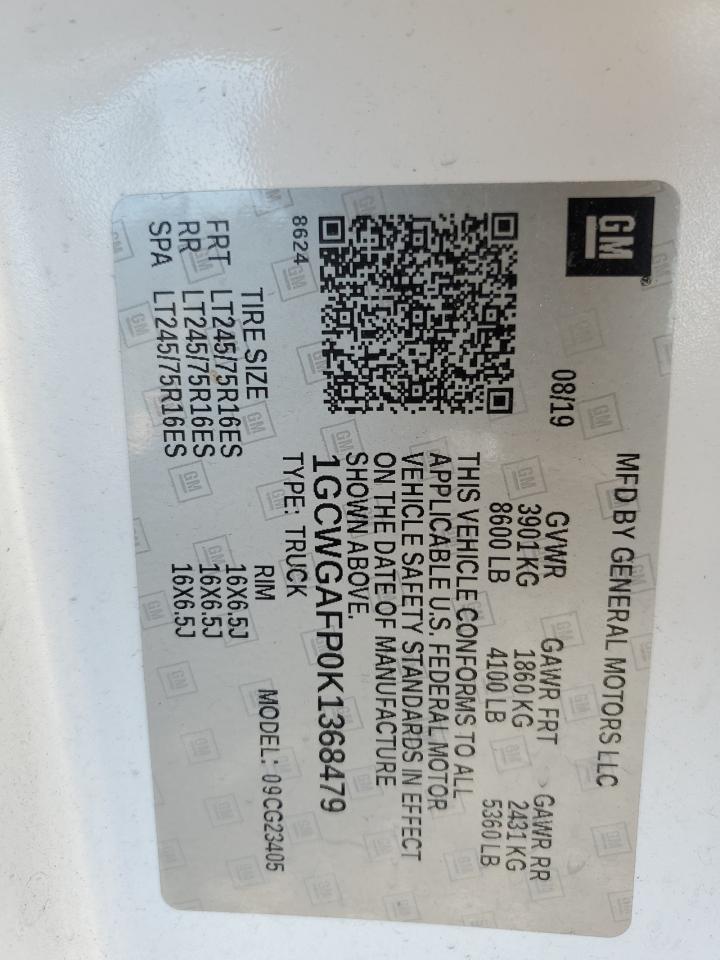 GM
MFD BY GENERAL MOTORS LLC
08/19
GVWR GAWR FRT GAWR RR
3901 KG 1860 KG 2431 KG
8600 LB 4100 LB 5360 LB
THIS VEHICLE CONFORMS TO ALL
APPLICABLE U.S. FEDERAL MOTOR
VEHICLE SAFETY STANDARDS IN EFFECT
ON THE DATE OF MANUFACTURE
SHOWN ABOVE.
1GCWGAFP0K1368479
8624
TYPE: TRUCK MODEL: 09CG23405
TIRE SIZE RIM
FRT LT245/75R16ES 16X6.5J
RR LT245/75R16ES 16X6.5J
SPA LT245/75R16ES 16X6.5J